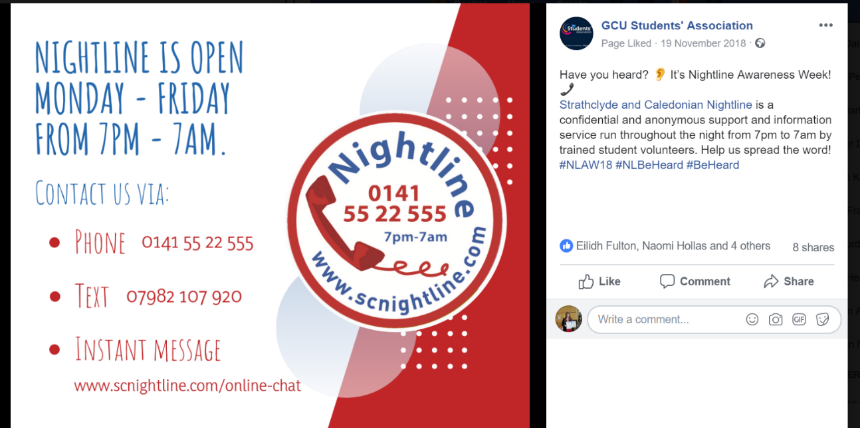 NIGHTLINE IS OPEN
MONDAY - FRIDAY
FROM 7PM - 7AM.
CONTACT US VIA:
• PHONE 0141 55 22 555
• TEXT 07982 107 920
• INSTANT MESSAGE
www.scnightline.com/online-chat
Nightline
0141
55 22 555
7pm-7am
www.scnightline.com
GCU Students' Association
Page Liked · 19 November 2018 ·
Have you heard? 👂 It's Nightline Awareness Week!
Strathclyde and Caledonian Nightline is a
confidential and anonymous support and information
service run throughout the night from 7pm to 7am by
trained student volunteers. Help us spread the word!
#NLAW18 #NLBeHeard #BeHeard
Eilidh Fulton, Naomi Hollas and 4 others 8 shares
Like Comment Share
Write a comment...
GIF